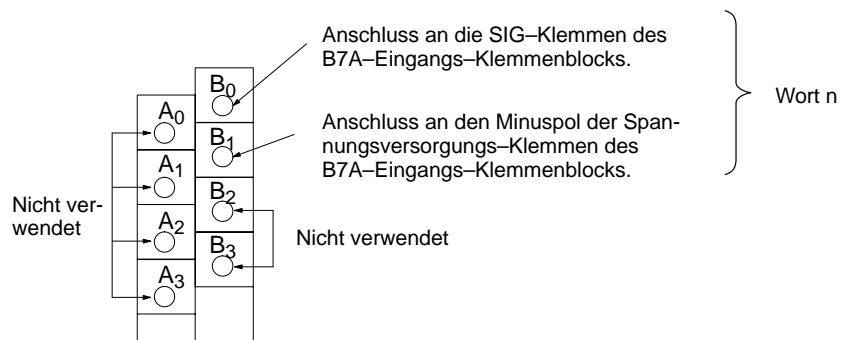 Anschluss an die SIG–Klemmen des
B7A–Eingangs–Klemmenblocks.
B0
Wort n
A0
Anschluss an den Minuspol der Span-
nungsversorgungs–Klemmen des
B7A–Eingangs–Klemmenblocks.
B1
A1
B2
Nicht ver-
wendet
A2
Nicht verwendet
B3
A3